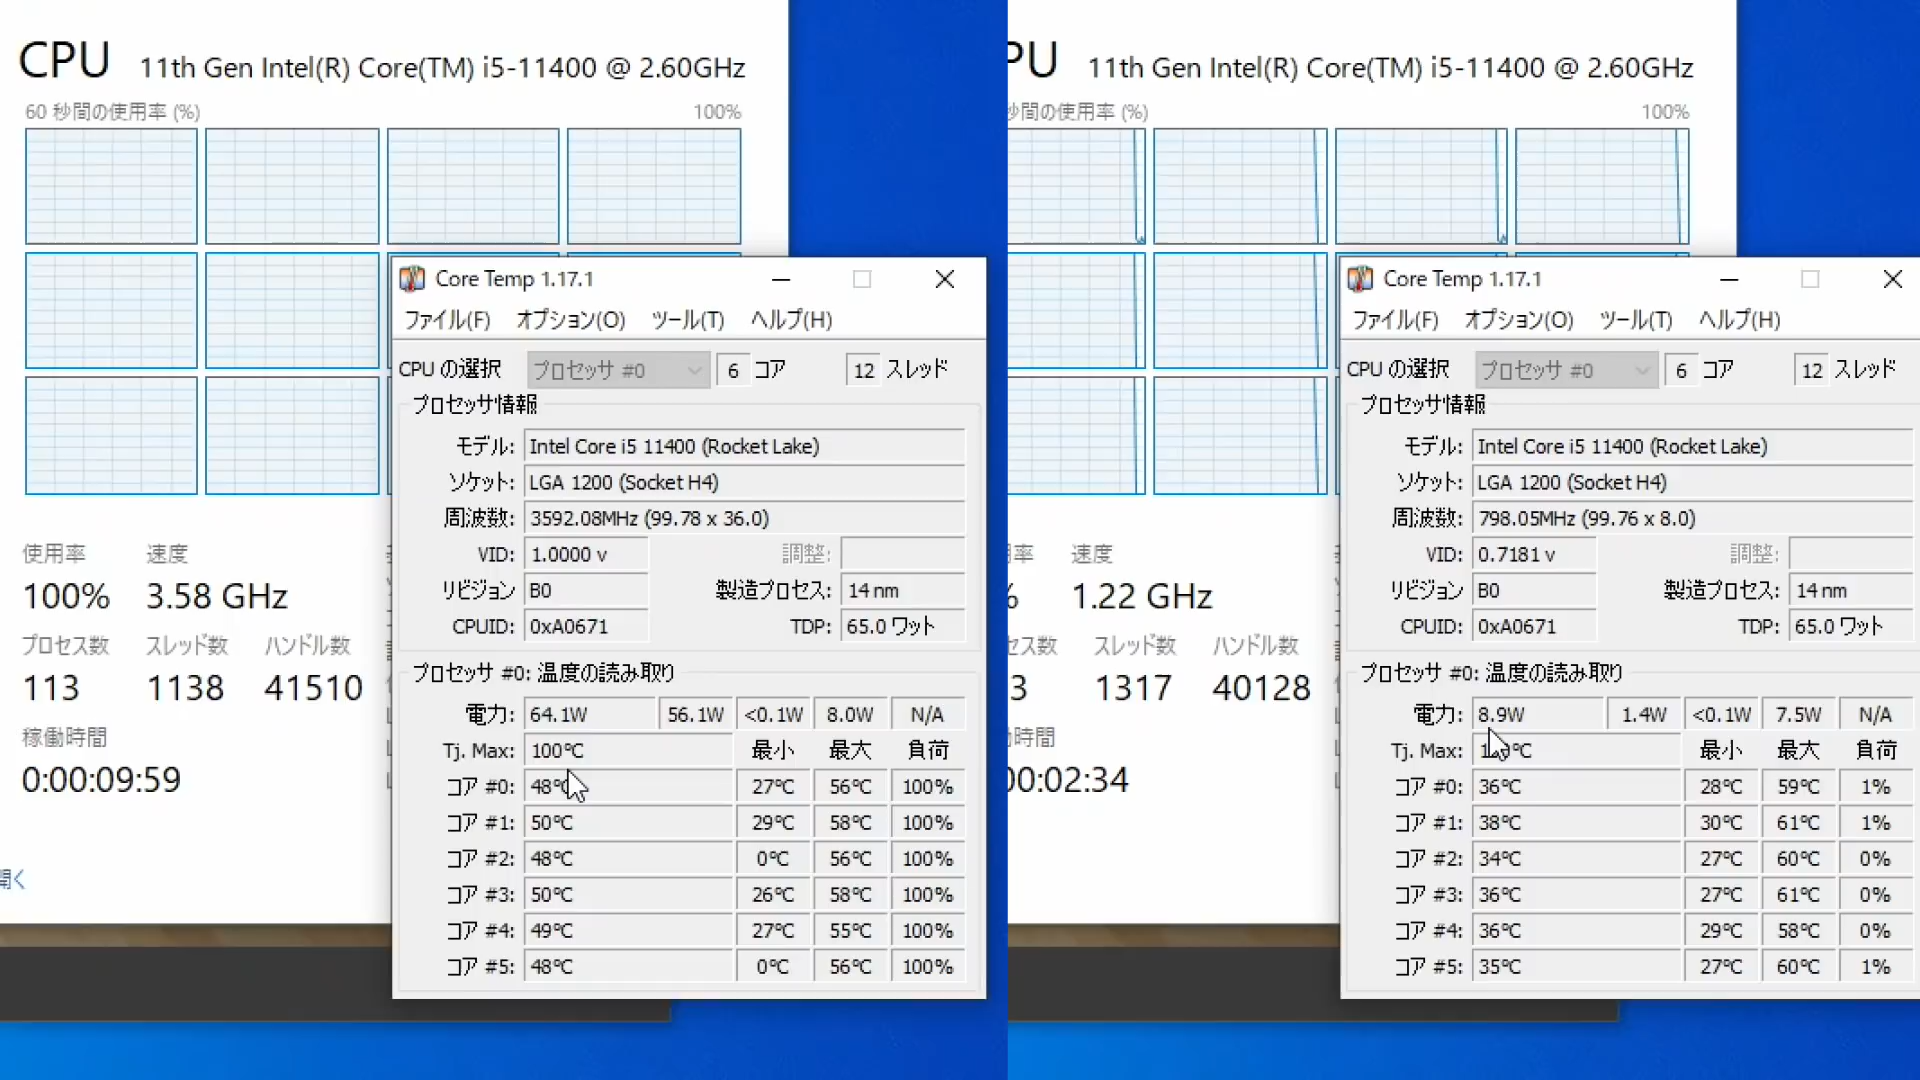 CPU 11th Gen Intel(R) Core(TM) i5-11400 @ 2.60GHz
60 秒間の使用率 (%) 100%
使用率 速度
100% 3.58 GHz
プロセス数 スレッド数 ハンドル数
113 1138 41510
稼働時間
0:00:09:59
開く
Core Temp 1.17.1
ファイル(F) オプション(O) ツール(T) ヘルプ(H)
CPU の選択 プロセッサ #0 6 コア 12 スレッド
プロセッサ情報
モデル: Intel Core i5 11400 (Rocket Lake)
ソケット: LGA 1200 (Socket H4)
周波数: 3592.08MHz (99.78 x 36.0)
VID: 1.0000 v 調整:
リビジョン B0 製造プロセス: 14 nm
CPUID: 0xA0671 TDP: 65.0 ワット
プロセッサ #0: 温度の読み取り
電力: 64.1W 56.1W <0.1W 8.0W N/A
Tj. Max: 100℃ 最小 最大 負荷
コア #0: 48℃ 27℃ 56℃ 100%
コア #1: 50℃ 29℃ 58℃ 100%
コア #2: 48℃ 0℃ 56℃ 100%
コア #3: 50℃ 26℃ 58℃ 100%
コア #4: 49℃ 27℃ 55℃ 100%
コア #5: 48℃ 0℃ 56℃ 100%
PU 11th Gen Intel(R) Core(TM) i5-11400 @ 2.60GHz
秒間の使用率 (%) 100%
率 速度
% 1.22 GHz
セス数 スレッド数 ハンドル数
3 1317 40128
時間
00:02:34
Core Temp 1.17.1
ファイル(F) オプション(O) ツール(T) ヘルプ(H)
CPU の選択 プロセッサ #0 6 コア 12 スレッド
プロセッサ情報
モデル: Intel Core i5 11400 (Rocket Lake)
ソケット: LGA 1200 (Socket H4)
周波数: 798.05MHz (99.76 x 8.0)
VID: 0.7181 v 調整:
リビジョン B0 製造プロセス: 14 nm
CPUID: 0xA0671 TDP: 65.0 ワット
プロセッサ #0: 温度の読み取り
電力: 8.9W 1.4W <0.1W 7.5W N/A
Tj. Max: 最小 最大 負荷
コア #0: 36℃ 28℃ 59℃ 1%
コア #1: 38℃ 30℃ 61℃ 1%
コア #2: 34℃ 27℃ 60℃ 0%
コア #3: 36℃ 27℃ 61℃ 0%
コア #4: 36℃ 29℃ 58℃ 0%
コア #5: 35℃ 27℃ 60℃ 1%